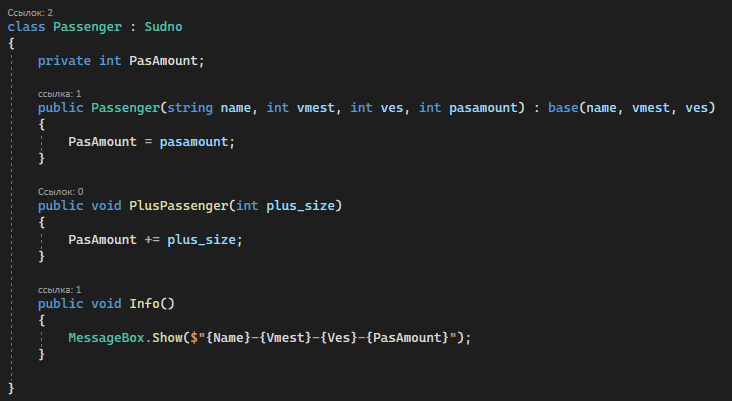 Ссылок: 2
class Passenger : Sudno
{
private int PasAmount;
ссылка: 1
public Passenger(string name, int vmest, int ves, int pasamount) : base(name, vmest, ves)
{
PasAmount = pasamount;
}
Ссылок: 0
public void PlusPassenger(int plus_size)
{
PasAmount += plus_size;
}
ссылка: 1
public void Info()
{
MessageBox.Show($"{Name}-{Vmest}-{Ves}-{PasAmount}");
}
}